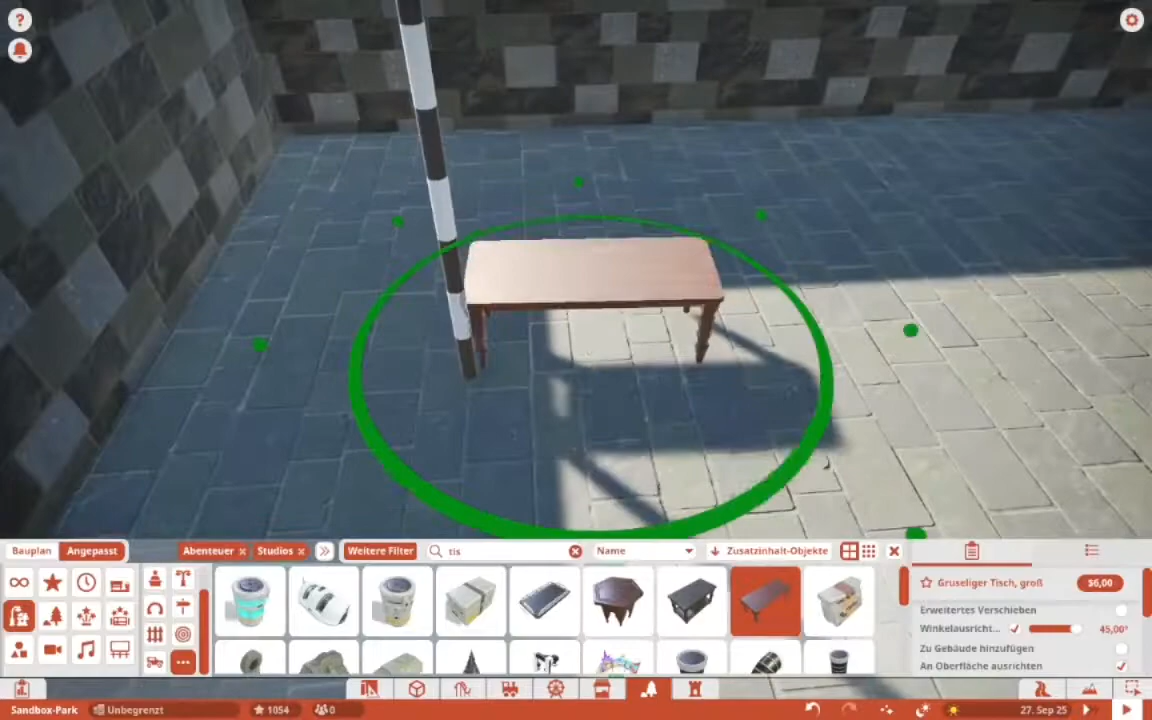 ?
Bauplan Angepasst Abenteuer x Studios x Weitere Filter tis Name Zusatzinhalt-Objekte
Gruseliger Tisch, groß $6,00
Erweitertes Verschieben
Winkelausricht... 45,00°
Zu Gebäude hinzufügen
An Oberfläche ausrichten
Sandbox-Park Unbegrenzt 1054 0 27. Sep 25